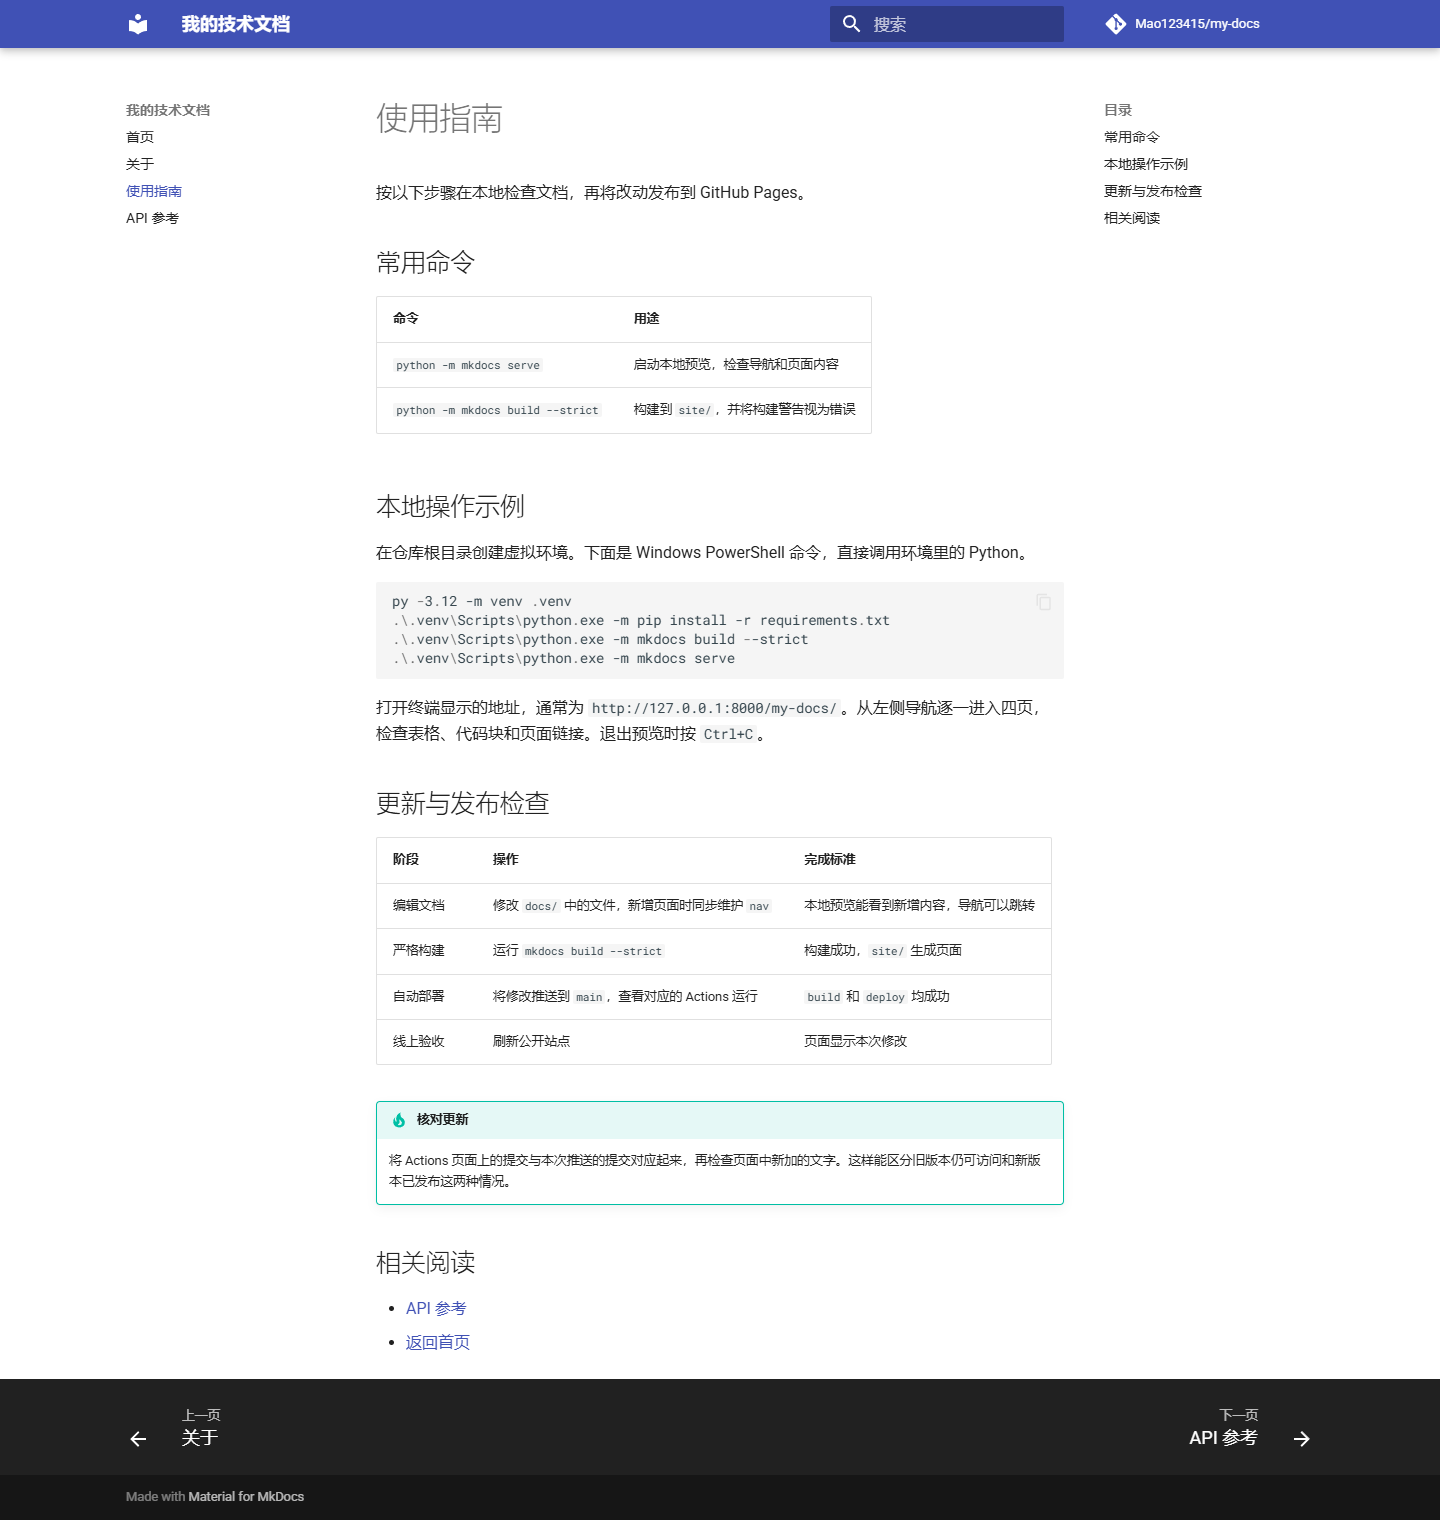 我的技术文档
搜索
Mao123415/my-docs
我的技术文档
首页
关于
使用指南
API 参考
使用指南
按以下步骤在本地检查文档，再将改动发布到 GitHub Pages。
常用命令
命令 用途
python -m mkdocs serve 启动本地预览，检查导航和页面内容
python -m mkdocs build --strict 构建到 site/，并将构建警告视为错误
本地操作示例
在仓库根目录创建虚拟环境。下面是 Windows PowerShell 命令，直接调用环境里的 Python。
py -3.12 -m venv .venv
.\.venv\Scripts\python.exe -m pip install -r requirements.txt
.\.venv\Scripts\python.exe -m mkdocs build --strict
.\.venv\Scripts\python.exe -m mkdocs serve
打开终端显示的地址，通常为 http://127.0.0.1:8000/my-docs/。从左侧导航逐一进入四页，
检查表格、代码块和页面链接。退出预览时按 Ctrl+C。
更新与发布检查
阶段 操作 完成标准
编辑文档 修改 docs/ 中的文件，新增页面时同步维护 nav 本地预览能看到新增内容，导航可以跳转
严格构建 运行 mkdocs build --strict 构建成功，site/ 生成页面
自动部署 将修改推送到 main，查看对应的 Actions 运行 build 和 deploy 均成功
线上验收 刷新公开站点 页面显示本次修改
核对更新
将 Actions 页面上的提交与本次推送的提交对应起来，再检查页面中新加的文字。这样能区分旧版本仍可访问和新版
本已发布这两种情况。
相关阅读
API 参考
返回首页
目录
常用命令
本地操作示例
更新与发布检查
相关阅读
上一页
关于
下一页
API 参考
Made with Material for MkDocs